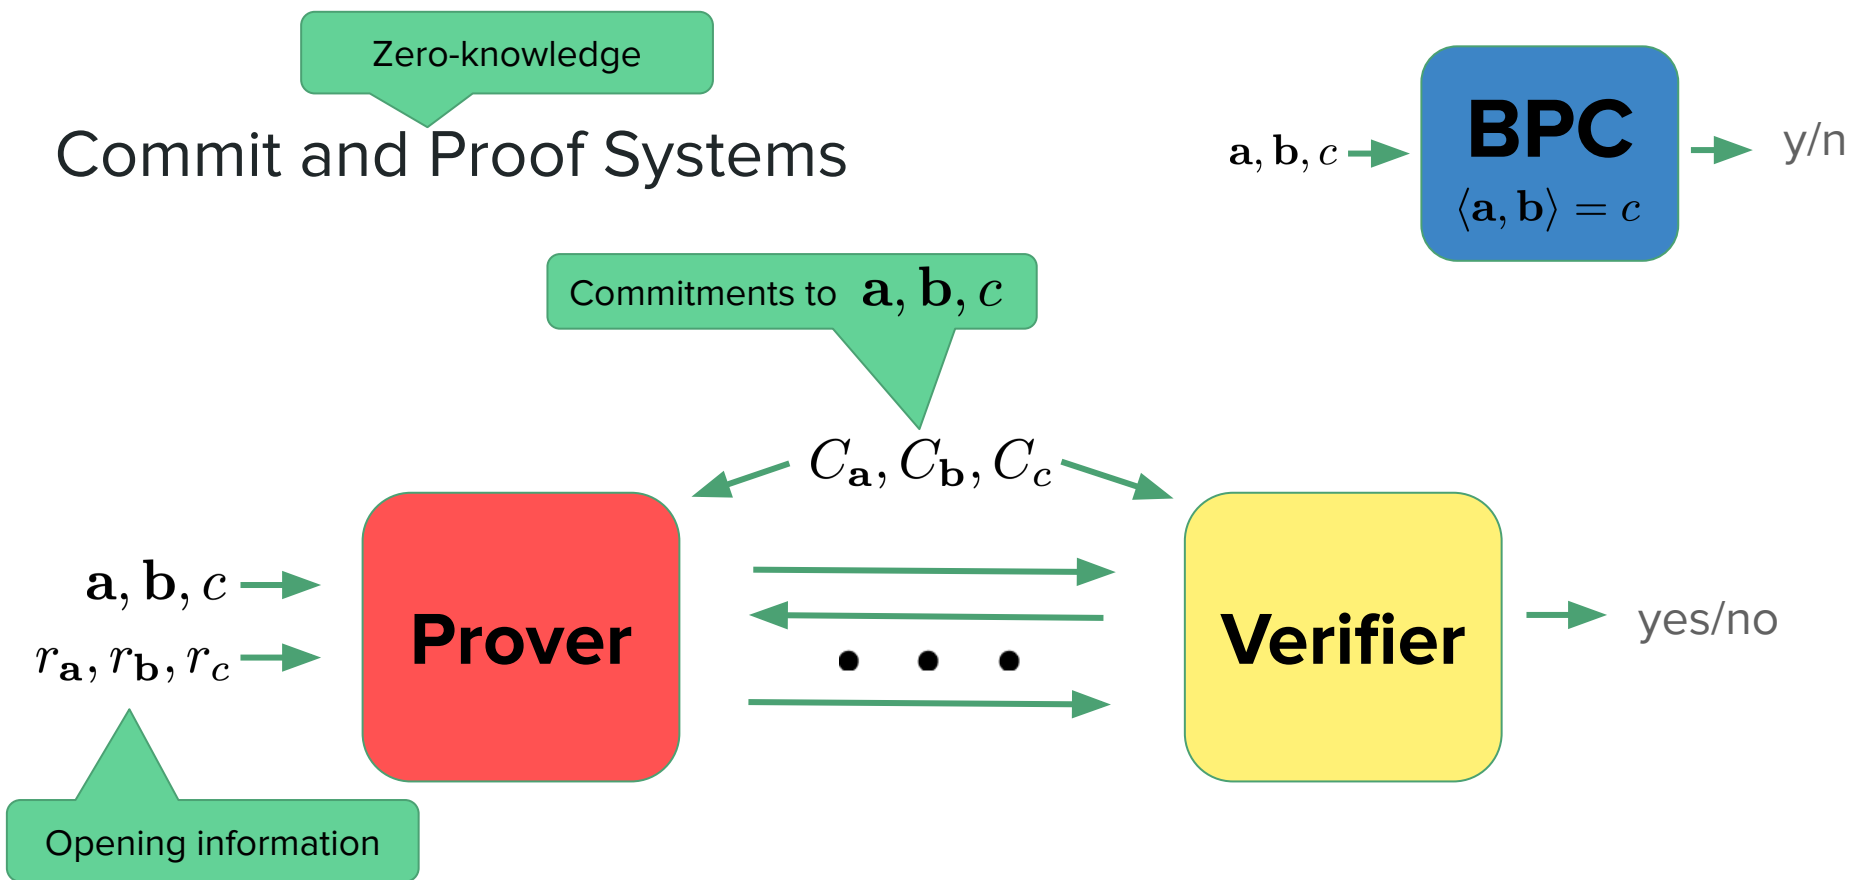 Zero-knowledge
Commit and Proof Systems
a, b, c
BPC
⟨a, b⟩ = c
y/n
Commitments to a, b, c
C_a, C_b, C_c
a, b, c
r_a, r_b, r_c
Prover
Verifier
yes/no
Opening information